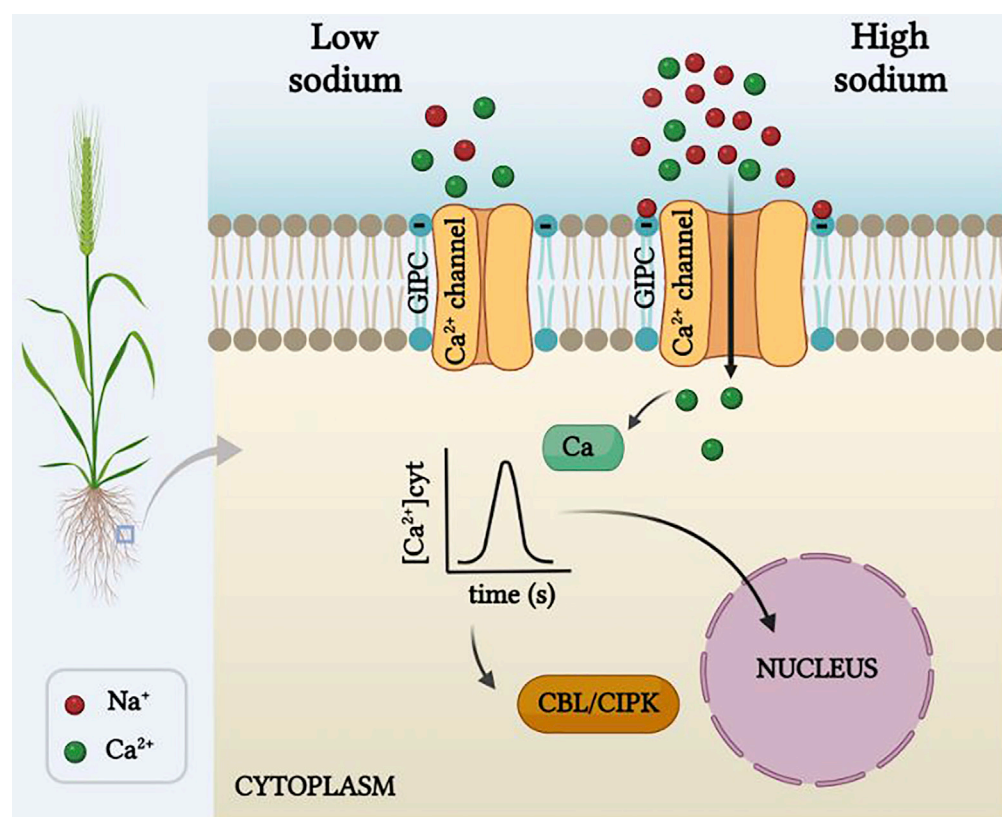 Low
sodium
High
sodium
GIPC
Ca²⁺ channel
GIPC
Ca²⁺ channel
Ca
[Ca²⁺]cyt
time (s)
NUCLEUS
CBL/CIPK
Na⁺
Ca²⁺
CYTOPLASM